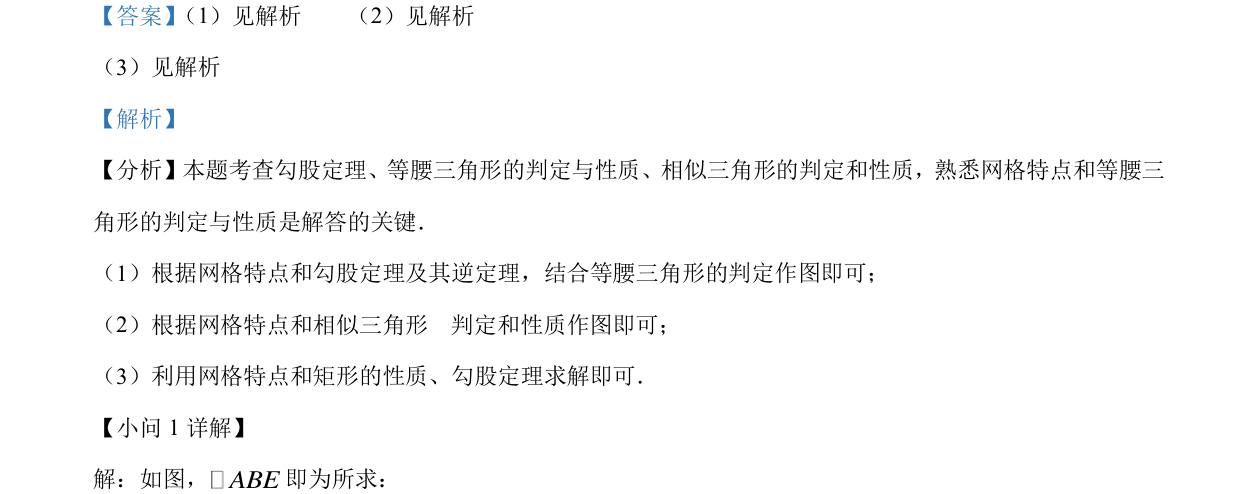 【答案】（1）见解析 （2）见解析
（3）见解析
【解析】
【分析】本题考查勾股定理、等腰三角形的判定与性质、相似三角形的判定和性质，熟悉网格特点和等腰三
角形的判定与性质是解答的关键．
（1）根据网格特点和勾股定理及其逆定理，结合等腰三角形的判定作图即可；
（2）根据网格特点和相似三角形 判定和性质作图即可；
（3）利用网格特点和矩形的性质、勾股定理求解即可．
【小问 1 详解】
解：如图，□ABE 即为所求：